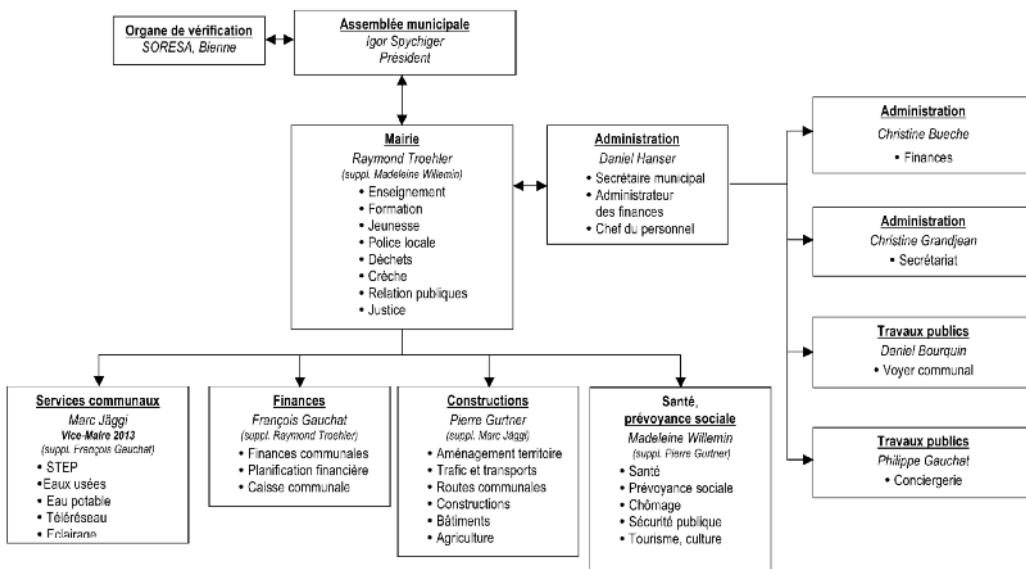 Organe de vérification
SORESA, Bienne
Assemblée municipale
Igor Spychiger
Président
Mairie
Raymond Troehler
(suppl. Madeleine Willemin)
• Enseignement
• Formation
• Jeunesse
• Police locale
• Déchets
• Crèche
• Relation publiques
• Justice
Administration
Daniel Hanser
• Secrétaire municipal
• Administrateur
des finances
• Chef du personnel
Administration
Christine Bueche
• Finances
Administration
Christine Grandjean
• Secrétariat
Travaux publics
Daniel Bourquin
• Voyer communal
Travaux publics
Philippe Gauchat
• Conciergerie
Services communaux
Marc Jäggi
Vice-Maire 2013
(suppl. François Gauchat)
• STEP
•Eaux usées
• Eau potable
• Téléréseau
• Eclairage
Finances
François Gauchat
(suppl. Raymond Troehler)
• Finances communales
• Planification financière
• Caisse communale
Constructions
Pierre Gurtner
(suppl. Marc Jäggi)
• Aménagement territoire
• Trafic et transports
• Routes communales
• Constructions
• Bâtiments
• Agriculture
Santé,
prévoyance sociale
Madeleine Willemin
(suppl. Pierre Gurtner)
• Santé
• Prévoyance sociale
• Chômage
• Sécurité publique
• Tourisme, culture